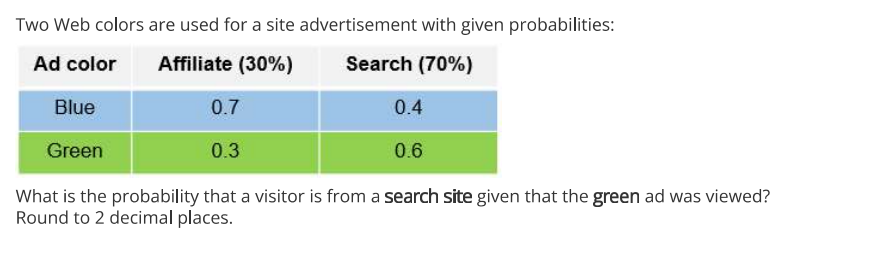 Two Web colors are used for a site advertisement with given probabilities:
Ad color Affiliate (30%) Search (70%)
Blue 0.7 0.4
Green 0.3 0.6
What is the probability that a visitor is from a search site given that the green ad was viewed?
Round to 2 decimal places.